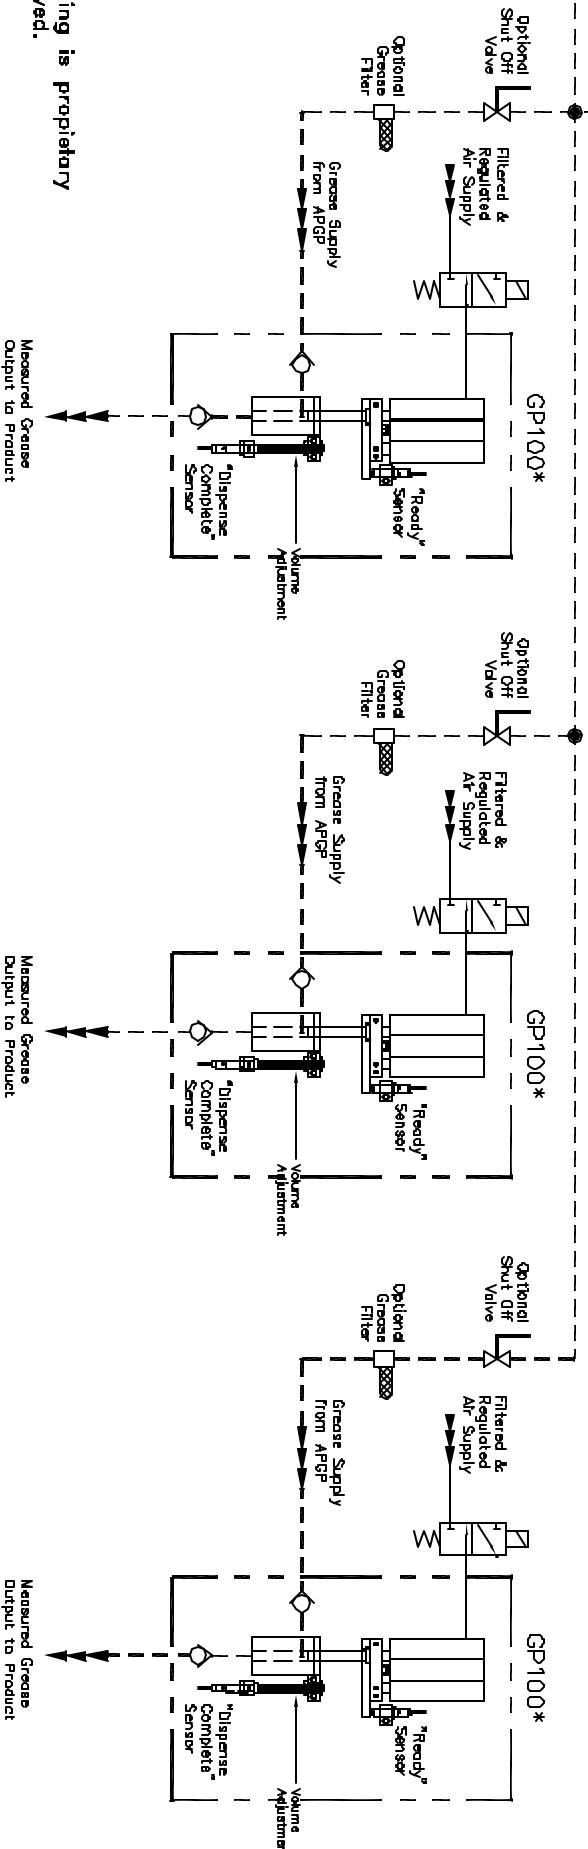 Optional
Shut Off
Valve
Optional
Grease
Filter
Filtered &
Regulated
Air Supply
Grease Supply
from APGP
GP100*
"Ready"
Sensor
Volume
Adjustment
"Dispense
Complete"
Sensor
Measured Grease
Output to Product
Optional
Shut Off
Valve
Optional
Grease
Filter
Filtered &
Regulated
Air Supply
Grease Supply
from APGP
GP100*
"Ready"
Sensor
Volume
Adjustment
"Dispense
Complete"
Sensor
Measured Grease
Output to Product
Optional
Shut Off
Valve
Optional
Grease
Filter
Filtered &
Regulated
Air Supply
Grease Supply
from APGP
GP100*
"Ready"
Sensor
Volume
Adjustmer
"Dispense
Complete"
Sensor
Measured Grease
Output to Product
ing is propietary
ved.